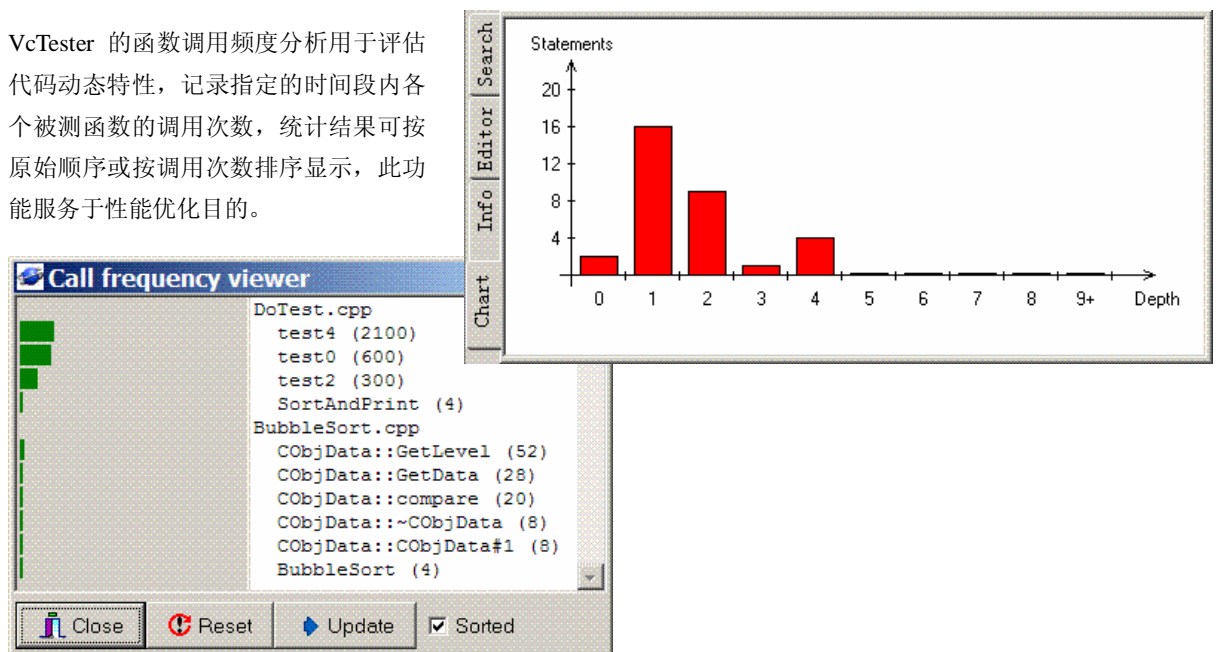 VcTester 的函数调用频度分析用于评估
代码动态特性，记录指定的时间段内各
个被测函数的调用次数，统计结果可按
原始顺序或按调用次数排序显示，此功
能服务于性能优化目的。
Search
Editor
Info
Chart
Statements
20
16
12
8
4
0 1 2 3 4 5 6 7 8 9+ Depth
Call frequency viewer
DoTest.cpp
test4 (2100)
test0 (600)
test2 (300)
SortAndPrint (4)
BubbleSort.cpp
CObjData::GetLevel (52)
CObjData::GetData (28)
CObjData::compare (20)
CObjData::~CObjData (8)
CObjData::CObjData#1 (8)
BubbleSort (4)
Close Reset Update Sorted